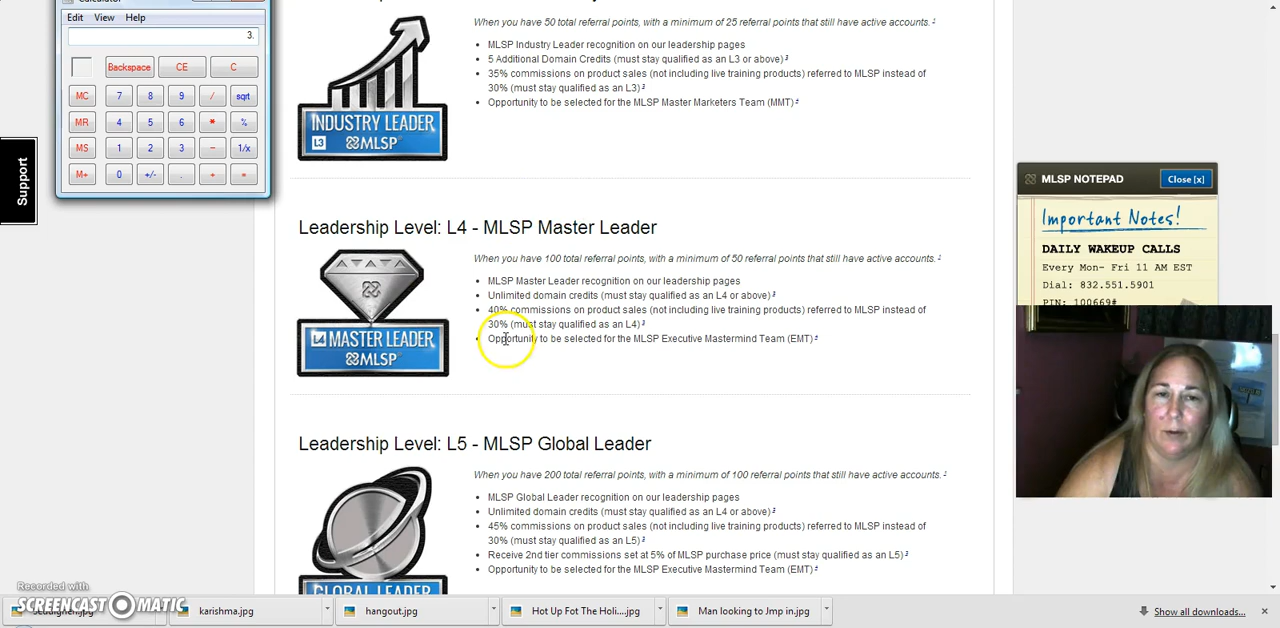 Calculator
Edit View Help
3.
Backspace CE C
MC 7 8 9 / sqrt
MR 4 5 6 * %
MS 1 2 3 - 1/x
M+ 0 +/- . + =
Support
When you have 50 total referral points, with a minimum of 25 referral points that still have active accounts. 1
MLSP Industry Leader recognition on our leadership pages
5 Additional Domain Credits (must stay qualified as an L3 or above) 3
35% commissions on product sales (not including live training products) referred to MLSP instead of
30% (must stay qualified as an L3) 3
Opportunity to be selected for the MLSP Master Marketers Team (MMT) 4
INDUSTRY LEADER
L3 MLSP
Leadership Level: L4 - MLSP Master Leader
When you have 100 total referral points, with a minimum of 50 referral points that still have active accounts. 1
MLSP Master Leader recognition on our leadership pages
Unlimited domain credits (must stay qualified as an L4 or above) 3
40% commissions on product sales (not including live training products) referred to MLSP instead of
30% (must stay qualified as an L4) 3
Opportunity to be selected for the MLSP Executive Mastermind Team (EMT) 4
L4 MASTER LEADER
MLSP
Leadership Level: L5 - MLSP Global Leader
When you have 200 total referral points, with a minimum of 100 referral points that still have active accounts. 1
MLSP Global Leader recognition on our leadership pages
Unlimited domain credits (must stay qualified as an L4 or above) 3
45% commissions on product sales (not including live training products) referred to MLSP instead of
30% (must stay qualified as an L5) 3
Receive 2nd tier commissions set at 5% of MLSP purchase price (must stay qualified as an L5) 3
Opportunity to be selected for the MLSP Executive Mastermind Team (EMT) 4
GLOBAL LEADER
MLSP NOTEPAD Close [x]
Important Notes!
DAILY WAKEUP CALLS
Every Mon- Fri 11 AM EST
Dial: 832.551.5901
PIN: 100669#
Recorded with
SCREENCAST O MATIC
karishma.jpg
hangout.jpg
Hot Up Fot The Holi....jpg
Man looking to Jmp in.jpg
Show all downloads...